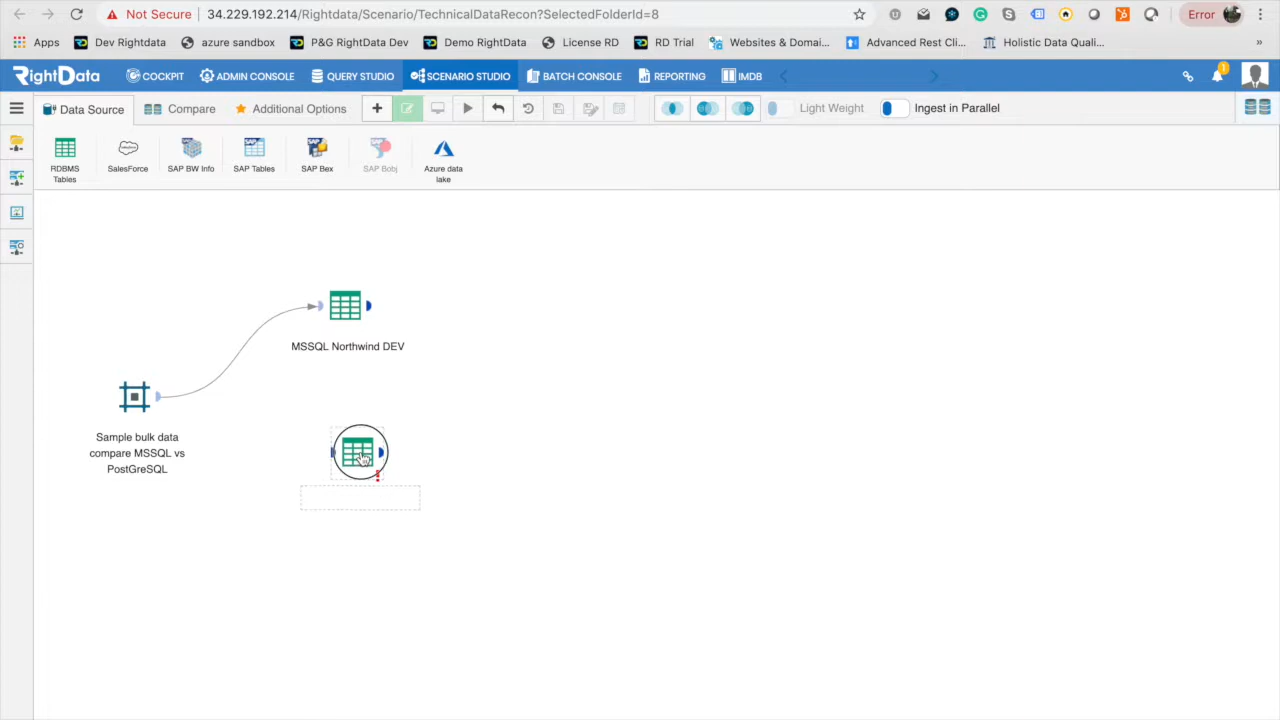 Not Secure 34.229.192.214/Rightdata/Scenario/TechnicalDataRecon?SelectedFolderId=8 Error
Apps Dev Rightdata azure sandbox P&G RightData Dev Demo RightData License RD RD Trial Websites & Domai... Advanced Rest Cli... Holistic Data Quali... »
RightData COCKPIT ADMIN CONSOLE QUERY STUDIO SCENARIO STUDIO BATCH CONSOLE REPORTING IMDB 1
Data Source Compare Additional Options Light Weight Ingest in Parallel
RDBMS Tables
SalesForce
SAP BW Info
SAP Tables
SAP Bex
SAP Bobj
Azure data lake
MSSQL Northwind DEV
Sample bulk data
compare MSSQL vs
PostGreSQL